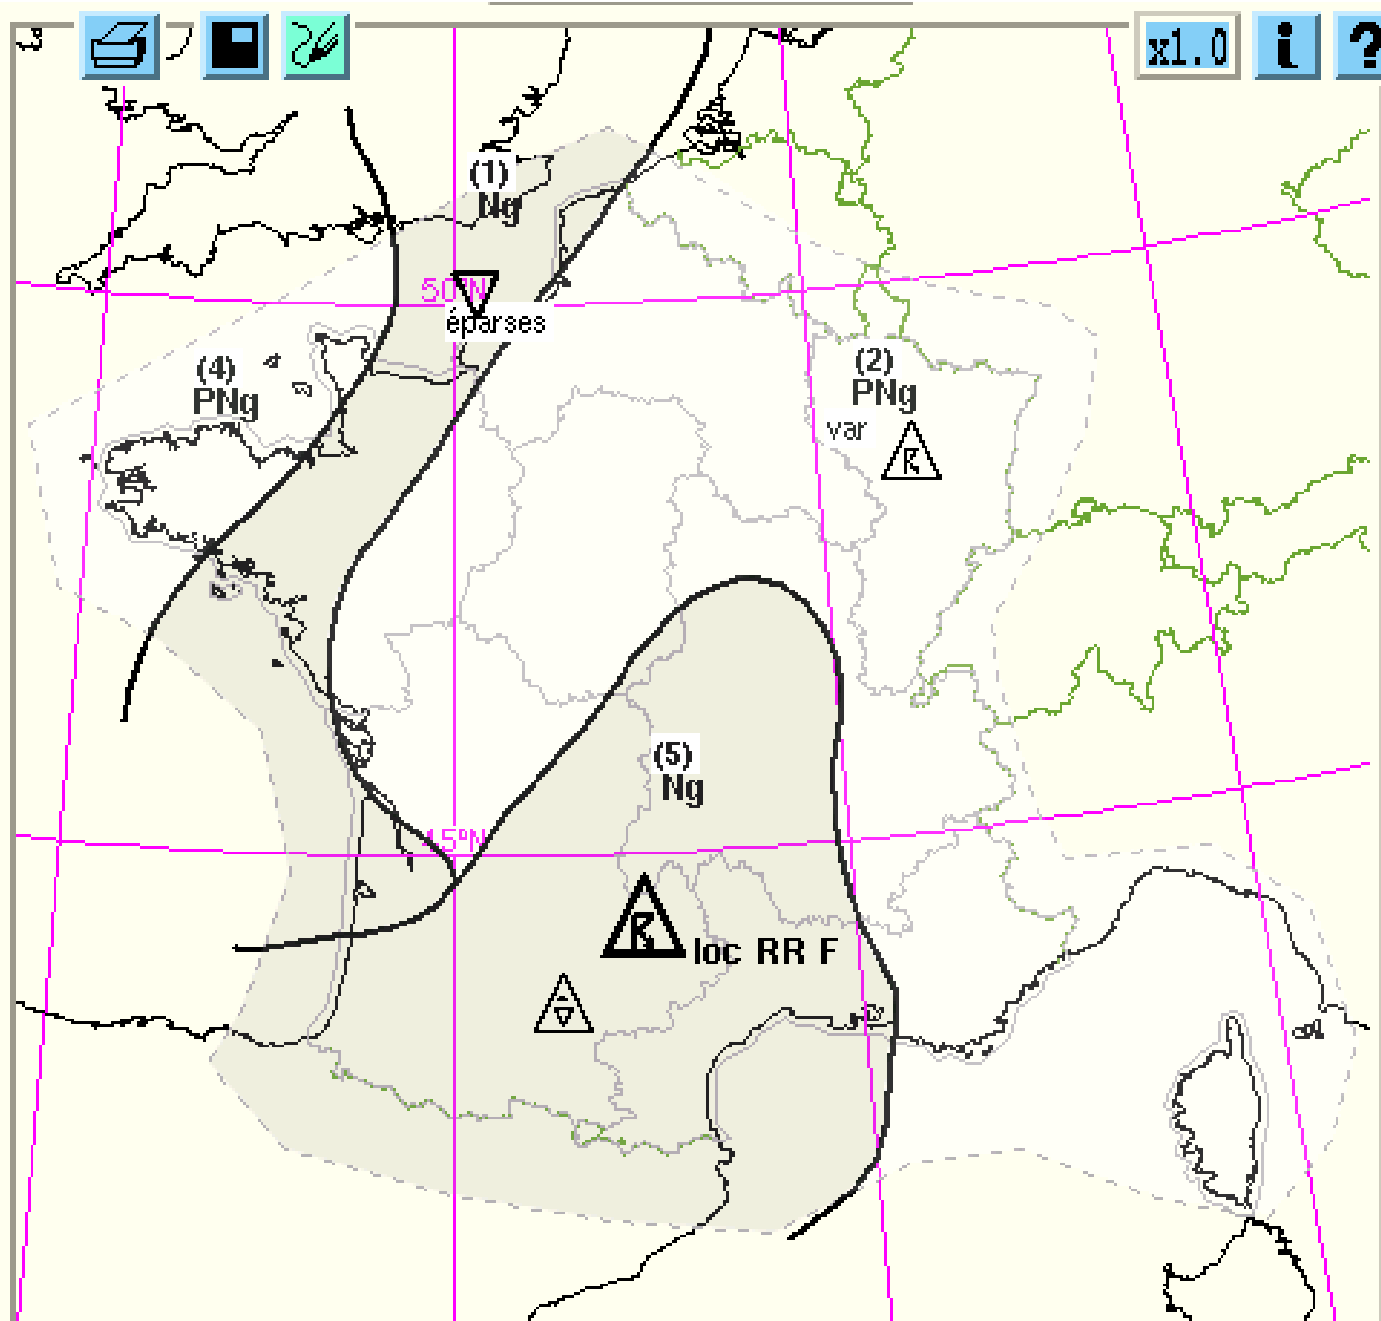 x1.0
i
?
(1)
Ng
50°N
éparses
(4)
PNg
(2)
PNg
var
(5)
Ng
45°N
loc RR F